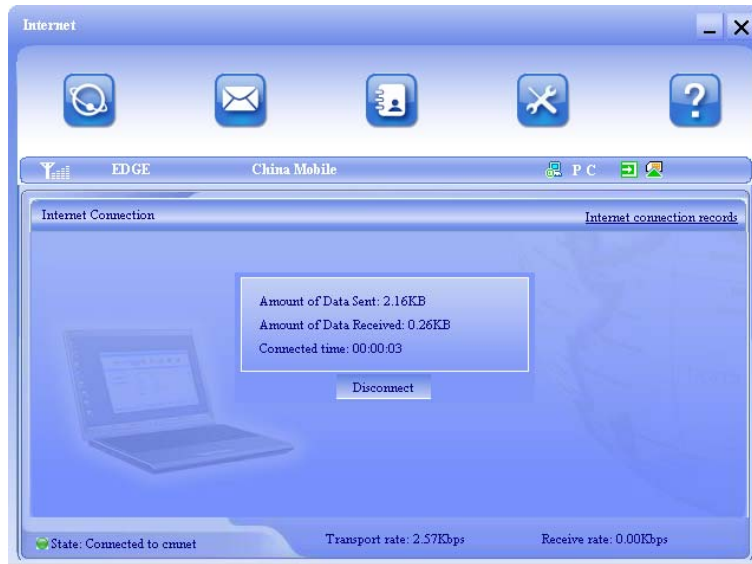 Internet
EDGE China Mobile P C
Internet Connection Internet connection records
Amount of Data Sent: 2.16KB
Amount of Data Received: 0.26KB
Connected time: 00:00:03
Disconnect
State: Connected to cmnet Transport rate: 2.57Kbps Receive rate: 0.00Kbps